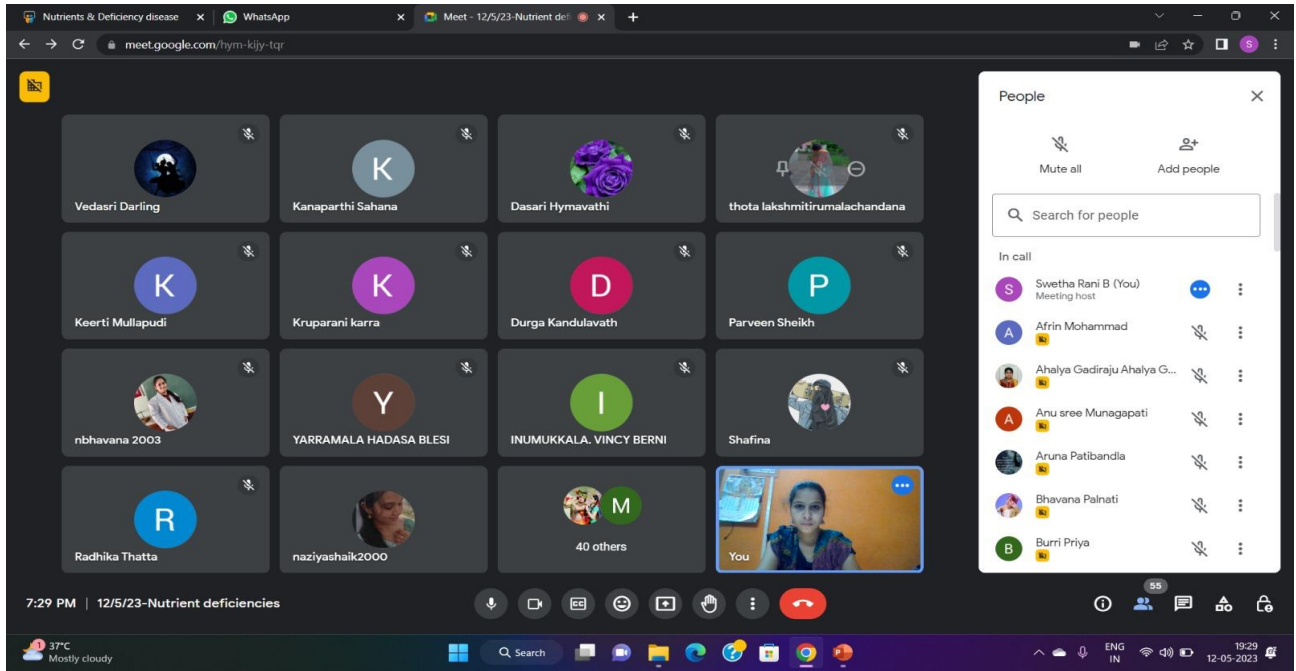 Nutrients & Deficiency disease
WhatsApp
Meet - 12/5/23-Nutrient def
meet.google.com/hym-kijy-tqr
S
Vedasri Darling
K
Kanaparthi Sahana
Dasari Hymavathi
thota lakshmitirumalachandana
K
Keerti Mullapudi
K
Kruparani karra
D
Durga Kandulavath
P
Parveen Sheikh
nbhavana 2003
Y
YARRAMALA HADASA BLESI
I
INUMUKKALA. VINCY BERNI
Shafina
R
Radhika Thatta
naziyashaik2000
M
40 others
You
People
Mute all
Add people
Search for people
In call
S
Swetha Rani B (You)
Meeting host
A
Afrin Mohammad
Ahalya Gadiraju Ahalya G...
A
Anu sree Munagapati
Aruna Patibandla
Bhavana Palnati
B
Burri Priya
7:29 PM | 12/5/23-Nutrient deficiencies
CC
55
1
37°C
Mostly cloudy
Search
ENG
IN
19:29
12-05-2023